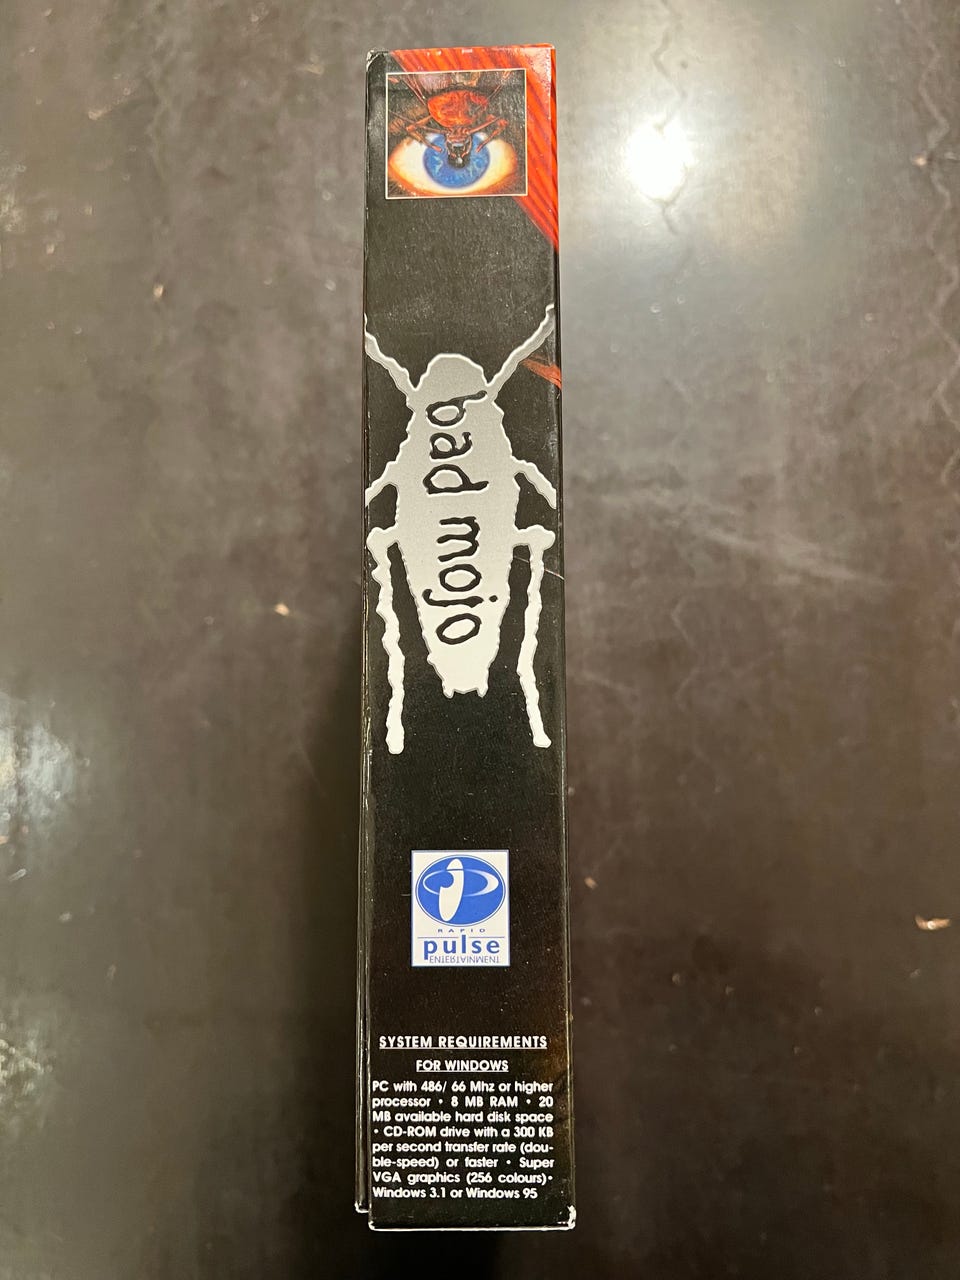 bad mojo
RAPID
pulse
ENTERTAINMENT
SYSTEM REQUIREMENTS
FOR WINDOWS
PC with 486/ 66 Mhz or higher
processor • 8 MB RAM • 20
MB available hard disk space
• CD-ROM drive with a 300 KB
per second transfer rate (dou-
ble-speed) or faster • Super
VGA graphics (256 colours)•
Windows 3.1 or Windows 95